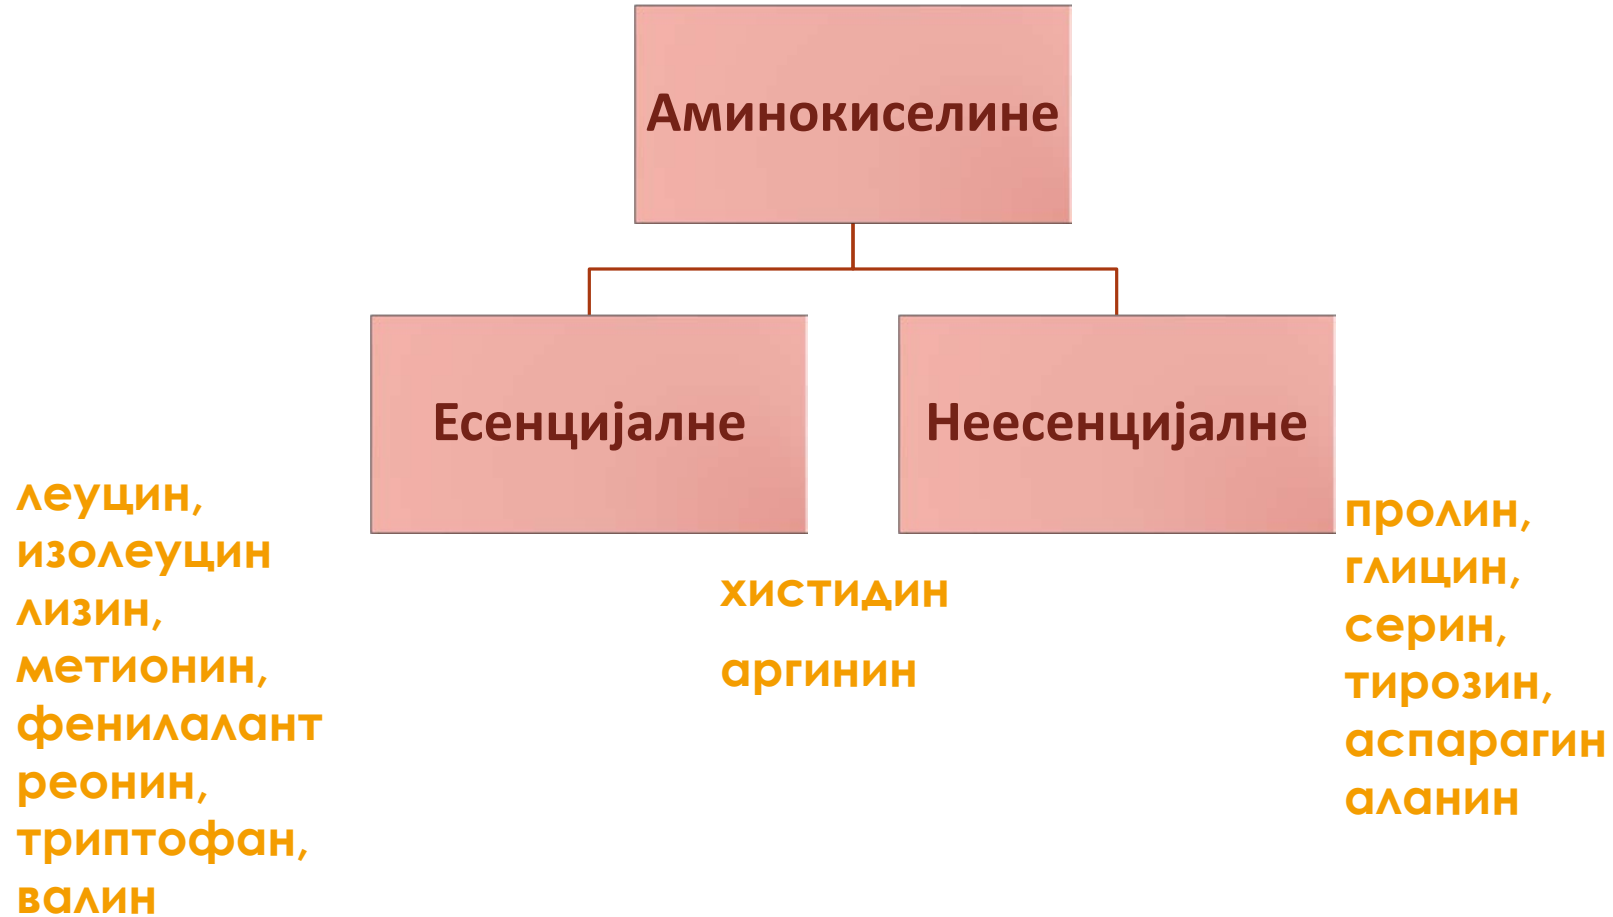 Аминокиселине
Есенцијалне
Неесенцијалне
леуцин,
изолеуцин
лизин,
метионин,
фенилалант
реонин,
триптофан,
валин
хистидин
аргинин
пролин,
глицин,
серин,
тирозин,
аспарагин
аланин